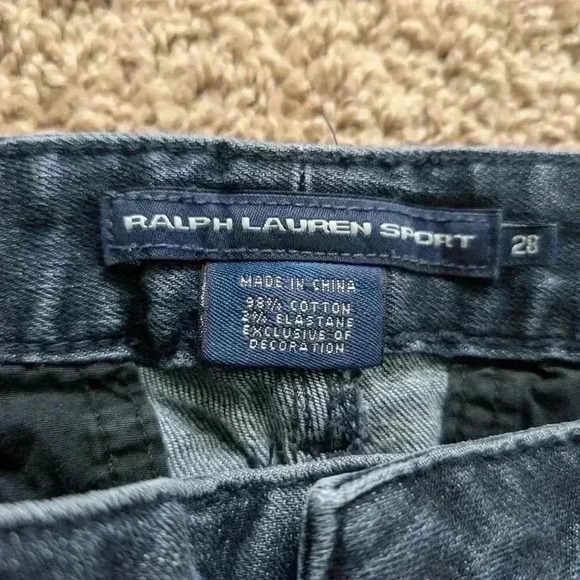 RALPH LAUREN SPORT 28
MADE IN CHINA
98% COTTON
2% ELASTANE
EXCLUSIVE OF
DECORATION